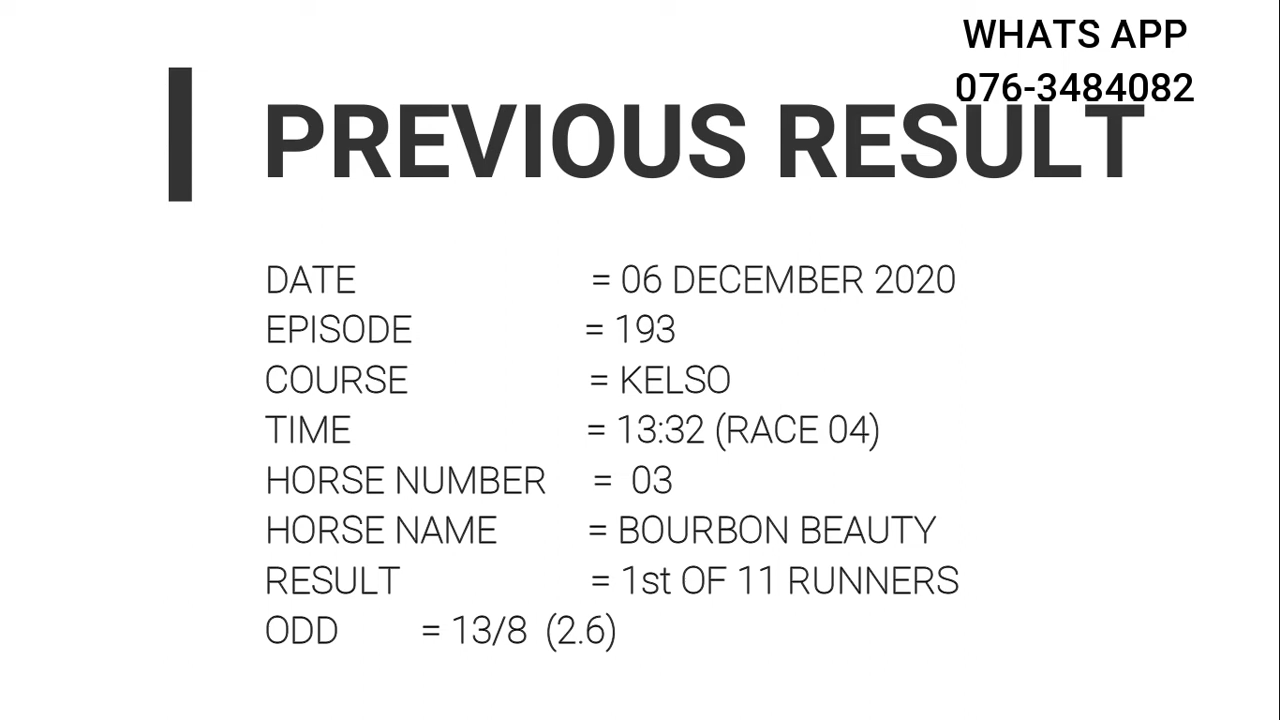 WHATS APP
076-3484082
PREVIOUS RESULT
DATE = 06 DECEMBER 2020
EPISODE = 193
COURSE = KELSO
TIME = 13:32 (RACE 04)
HORSE NUMBER = 03
HORSE NAME = BOURBON BEAUTY
RESULT = 1st OF 11 RUNNERS
ODD = 13/8 (2.6)